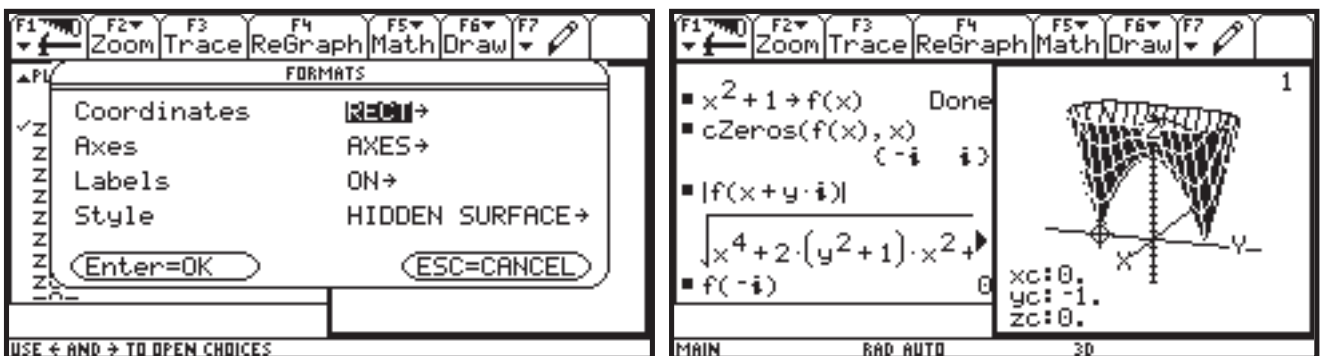 F1 F2 F3 F4 F5 F6 F7
Zoom Trace ReGraph Math Draw
FORMATS
Coordinates RECT→
Axes AXES→
Labels ON→
Style HIDDEN SURFACE→
Enter=OK ESC=CANCEL
USE ← AND → TO OPEN CHOICES
F1 F2 F3 F4 F5 F6 F7
Zoom Trace ReGraph Math Draw
x²+1→f(x) Done
cZeros(f(x),x)
{-i i}
|f(x+y·i)|
√x⁴+2·(y²+1)·x²+
f(-i) 0
1
Z
X
Y
xc:0.
yc:-1.
zc:0.
MAIN RAD AUTO 3D